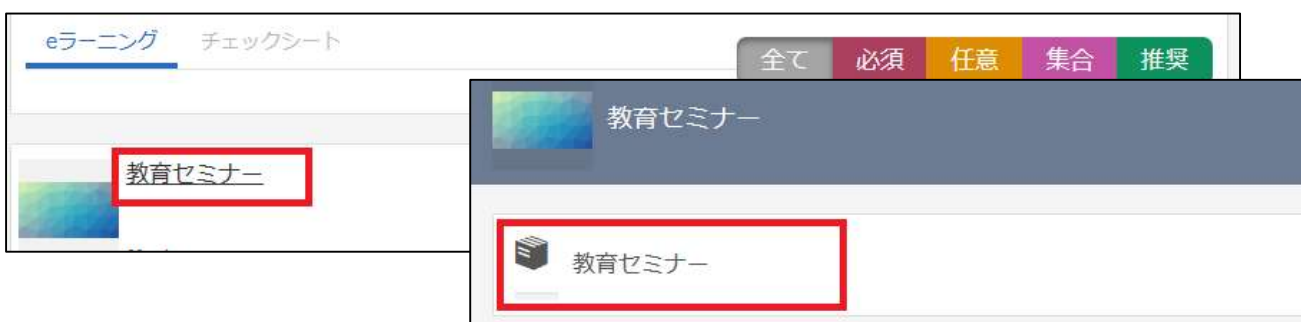 eラーニング チェックシート
全て 必須 任意 集合 推奨
教育セミナー
教育セミナー
教育セミナー